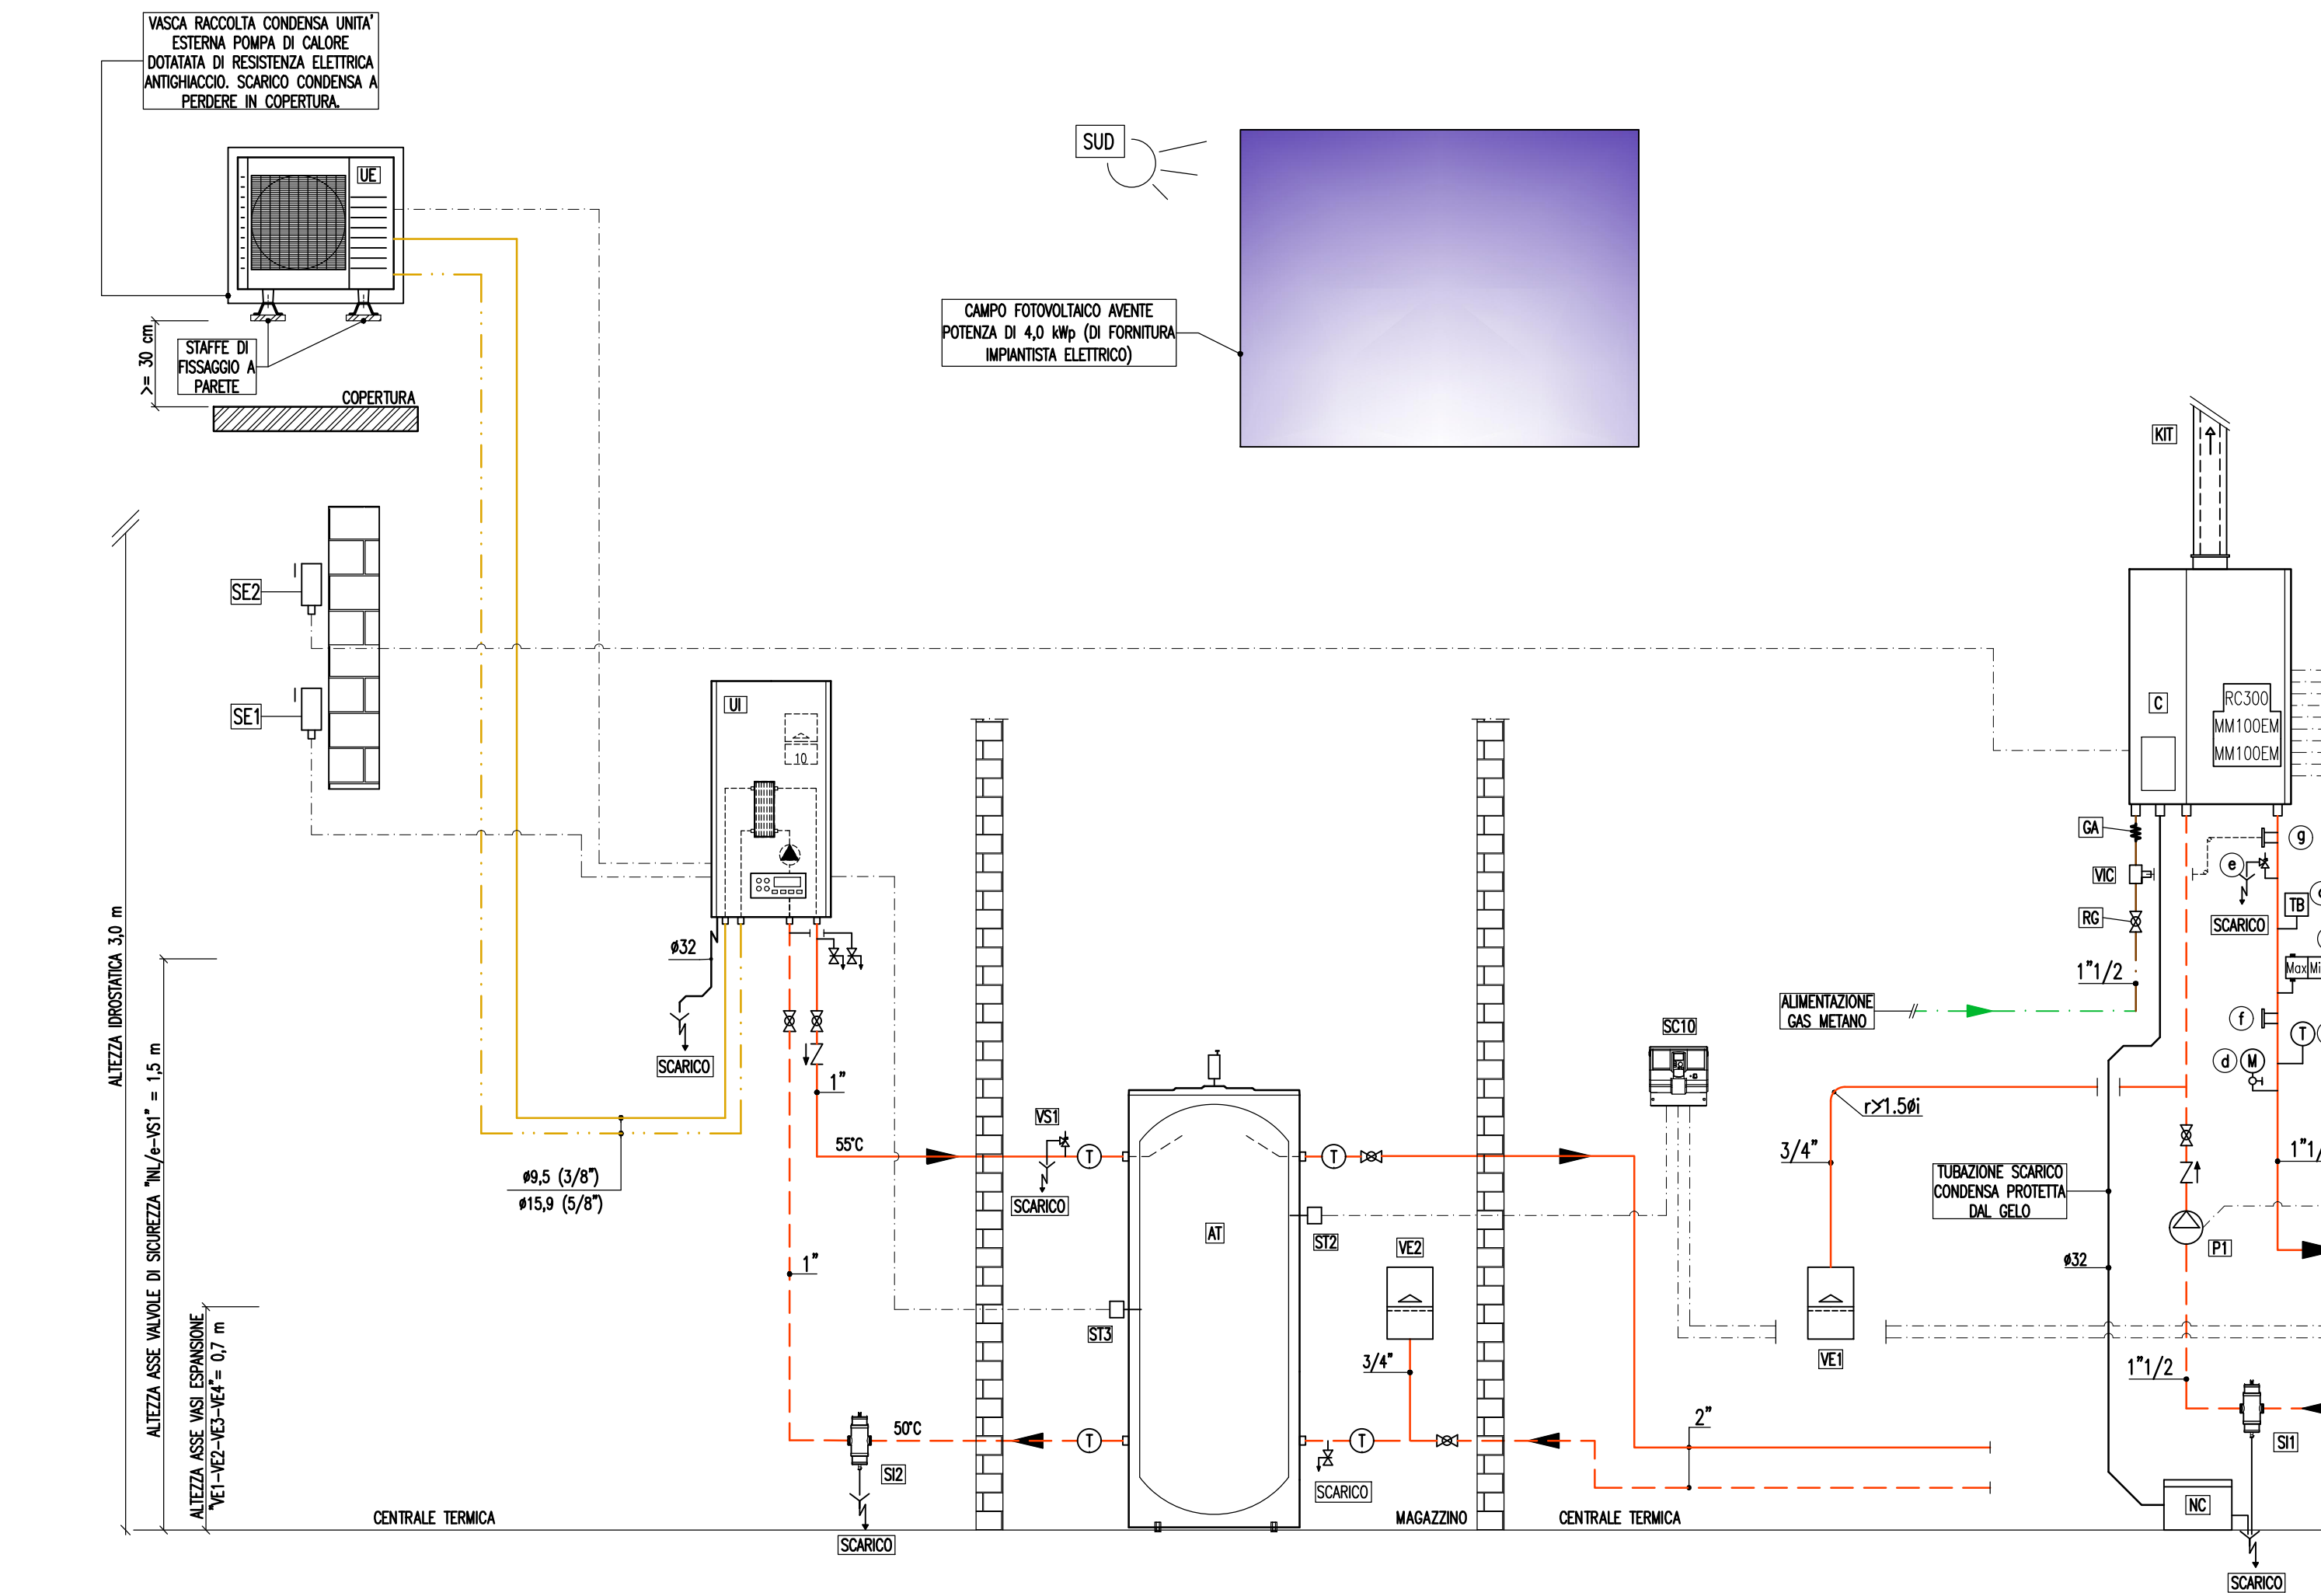 VASCA RACCOLTA CONDENSA UNITA'
ESTERNA POMPA DI CALORE
DOTATATA DI RESISTENZA ELETTRICA
ANTIGHIACCIO. SCARICO CONDENSA A
PERDERE IN COPERTURA.
UE
>= 30 cm
STAFFE DI
FISSAGGIO A
PARETE
COPERTURA
SUD
CAMPO FOTOVOLTAICO AVENTE
POTENZA DI 4,0 kWp (DI FORNITURA
IMPIANTISTA ELETTRICO)
KIT
SE2
SE1
UI
10
C
RC300
MM100EM
MM100EM
GA
VIC
RG
g
e
SCARICO
TB
Max
f
T
d
M
1"1/2
ALIMENTAZIONE
GAS METANO
ø32
SCARICO
1"
55°C
VS1
T
SCARICO
T
SC10
r>1.5øi
3/4"
TUBAZIONE SCARICO
CONDENSA PROTETTA
DAL GELO
ø32
P1
ø9,5 (3/8")
ø15,9 (5/8")
AT
ST2
VE2
ST3
1"
3/4"
VE1
1"1/2
2"
50°C
T
T
SI2
SCARICO
SCARICO
SI1
NC
SCARICO
ALTEZZA IDROSTATICA 3,0 m
ALTEZZA ASSE VALVOLE DI SICUREZZA "INL/e-VS1" = 1,5 m
ALTEZZA ASSE VASI ESPANSIONE
"VE1-VE2-VE3-VE4"= 0,7 m
CENTRALE TERMICA
MAGAZZINO
CENTRALE TERMICA